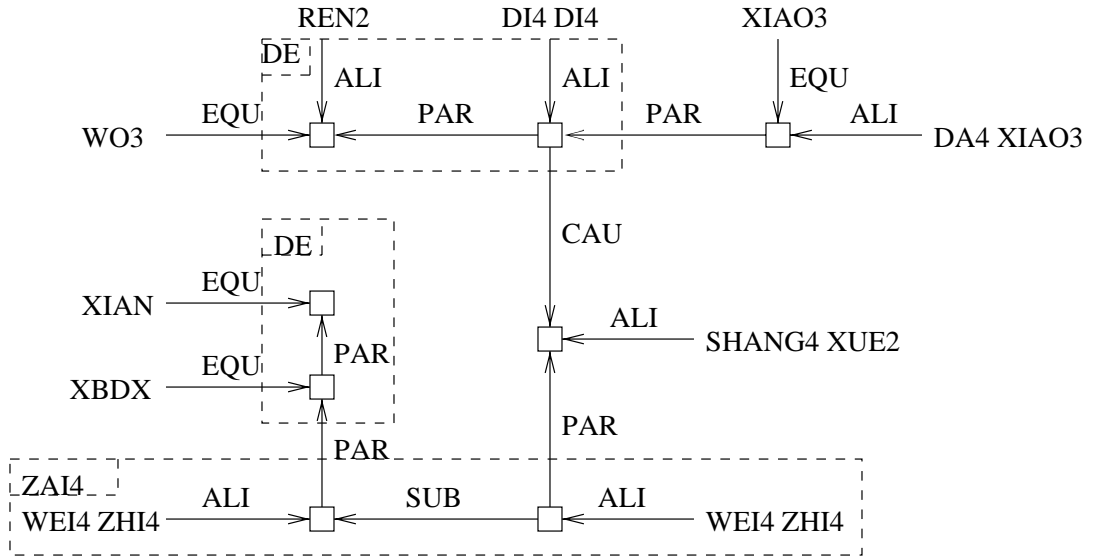 REN2 DI4 DI4 XIAO3
DE
ALI ALI EQU
EQU PAR PAR ALI
WO3 DA4 XIAO3
DE CAU
EQU
XIAN ALI
PAR SHANG4 XUE2
EQU
XBDX
PAR PAR
ZAI4
ALI SUB ALI
WEI4 ZHI4 WEI4 ZHI4